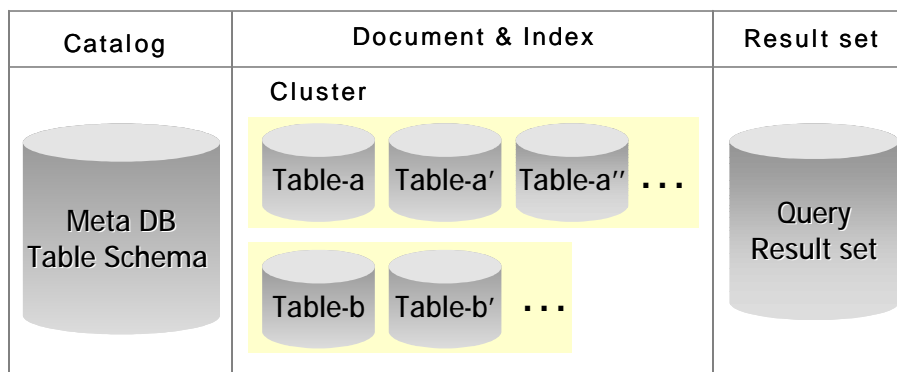 Catalog
Document & Index
Result set
Cluster
Table-a
Table-a'
Table-a''
...
Meta DB
Table Schema
Table-b
Table-b'
...
Query
Result set